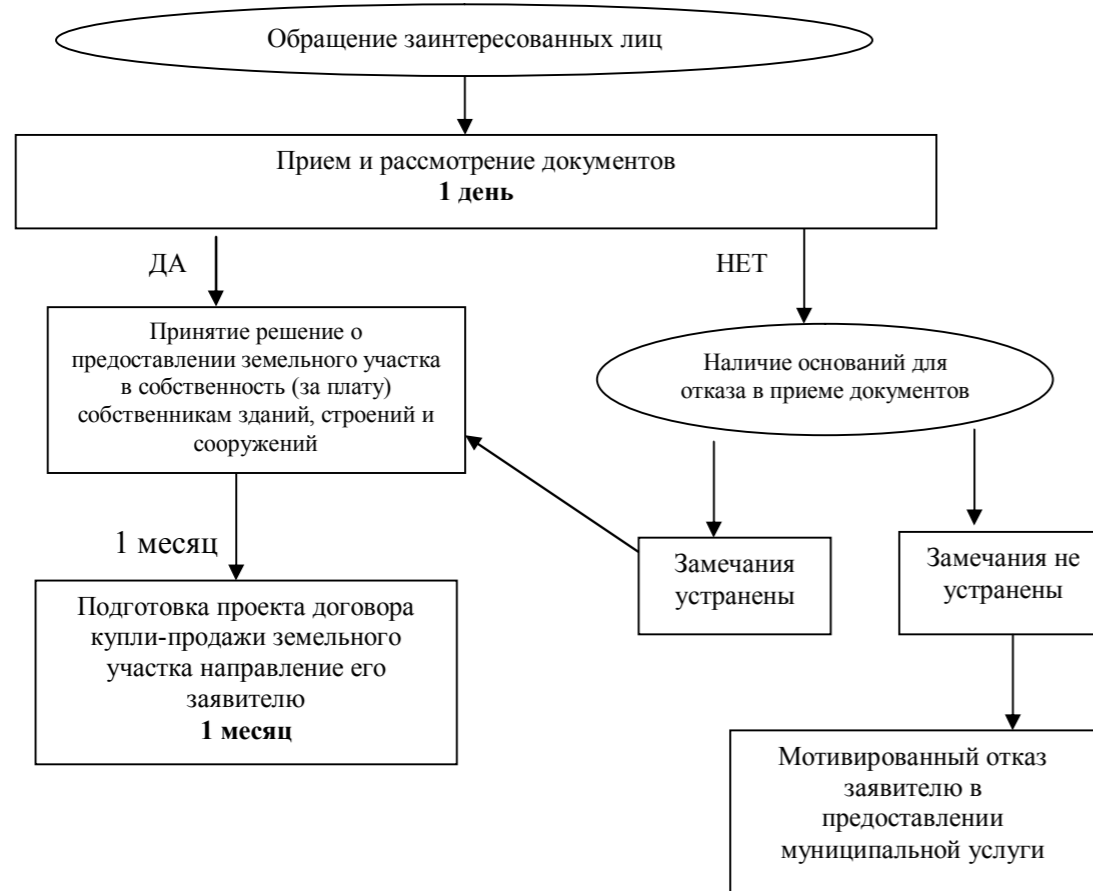 Обращение заинтересованных лиц
Прием и рассмотрение документов
1 день
ДА
НЕТ
Принятие решение о
предоставлении земельного участка
в собственность (за плату)
собственникам зданий, строений и
сооружений
Наличие оснований для
отказа в приеме документов
1 месяц
Замечания
устранены
Замечания не
устранены
Подготовка проекта договора
купли-продажи земельного
участка направление его
заявителю
1 месяц
Мотивированный отказ
заявителю в
предоставлении
муниципальной услуги